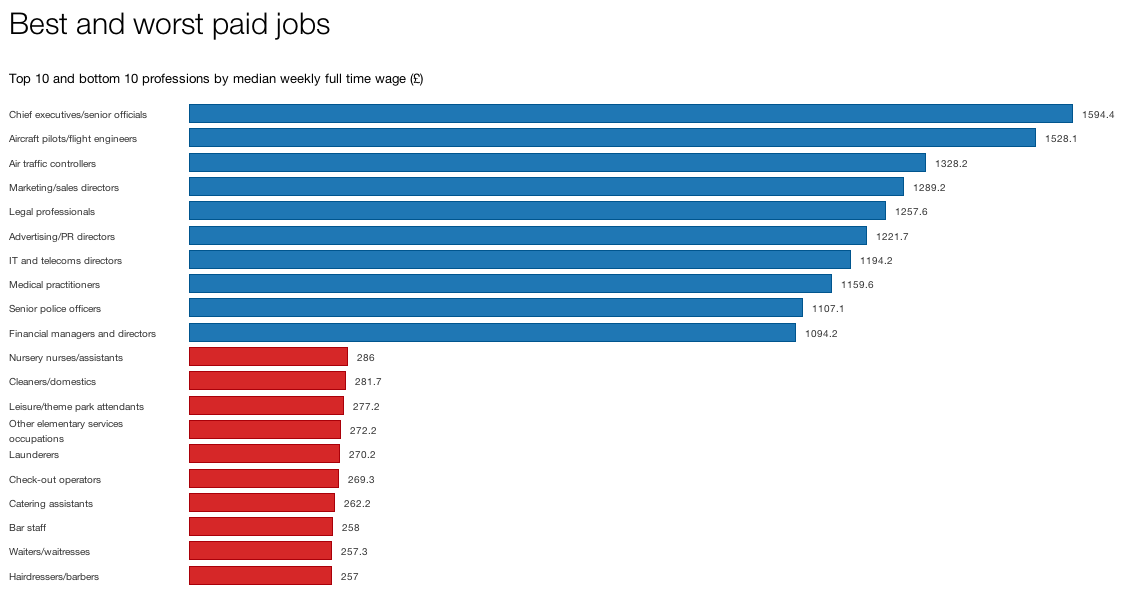 Best and worst paid jobs
Top 10 and bottom 10 professions by median weekly full time wage (£)
Chief executives/senior officials 1594.4
Aircraft pilots/flight engineers 1528.1
Air traffic controllers 1328.2
Marketing/sales directors 1289.2
Legal professionals 1257.6
Advertising/PR directors 1221.7
IT and telecoms directors 1194.2
Medical practitioners 1159.6
Senior police officers 1107.1
Financial managers and directors 1094.2
Nursery nurses/assistants 286
Cleaners/domestics 281.7
Leisure/theme park attendants 277.2
Other elementary services
occupations 272.2
Launderers 270.2
Check-out operators 269.3
Catering assistants 262.2
Bar staff 258
Waiters/waitresses 257.3
Hairdressers/barbers 257